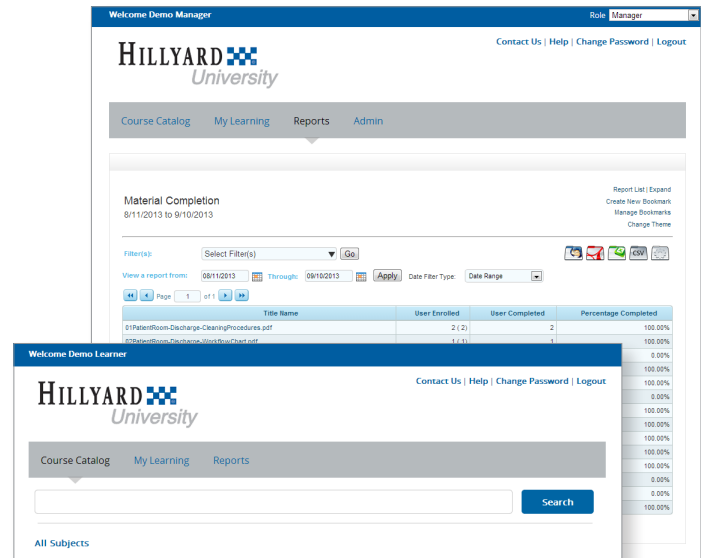 Welcome Demo Manager Role Manager
Contact Us | Help | Change Password | Logout
HILLYARD
University
Course Catalog My Learning Reports Admin
Report List | Expand
Material Completion Create New Bookmark
8/11/2013 to 9/10/2013 Manage Bookmarks
Change Theme
Filter(s): Select Filter(s) Go CSV
View a report from: 08/11/2013 Through: 09/10/2013 Apply Date Filter Type: Date Range
Page 1 of 1
Title Name User Enrolled User Completed Percentage Completed
01PatientRoom-Discharge-CleaningProcedures.pdf 2 ( 2) 2 100.00%
02PatientRoom-Discharge-WorkflowChart.pdf 1 ( 1) 1 100.00%
0.00%
100.00%
100.00%
0.00%
100.00%
100.00%
100.00%
100.00%
100.00%
0.00%
0.00%
100.00%
Welcome Demo Learner
Contact Us | Help | Change Password | Logout
HILLYARD
University
Course Catalog My Learning Reports
Search
All Subjects